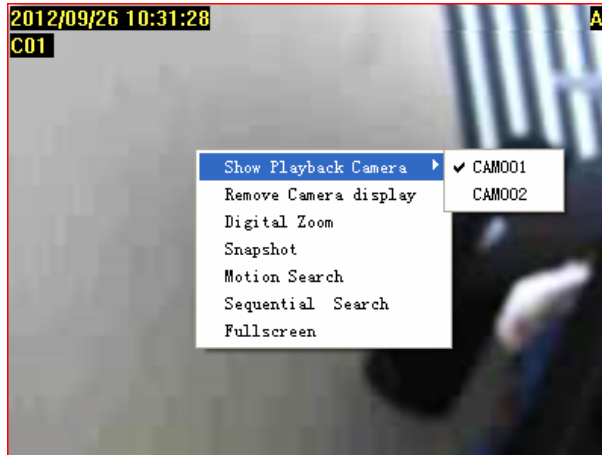 2012/09/26 10:31:28
A
C01
Show Playback Camera
CAM001
Remove Camera display
CAM002
Digital Zoom
Snapshot
Motion Search
Sequential Search
Fullscreen